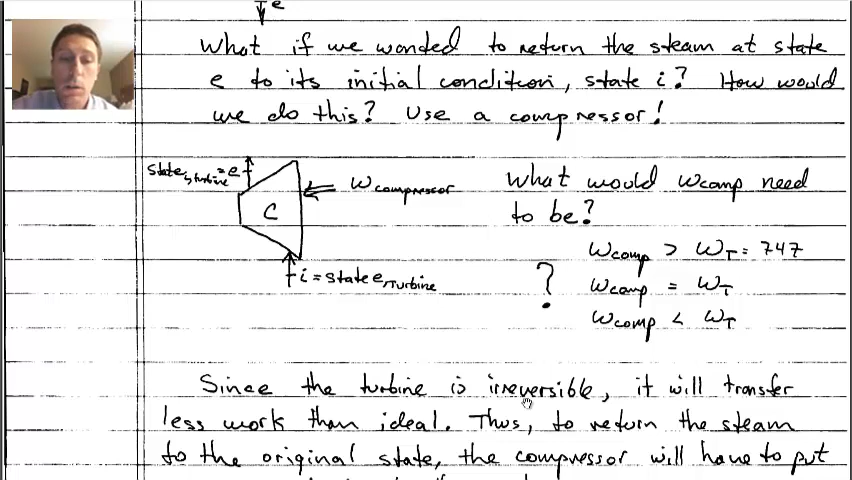 e
What if we wanted to return the steam at state
e to its initial condition, state i? How would
we do this? Use a compressor!
state i,turbine = e
C
Wcompressor
i = state e,Turbine
What would Wcomp need
to be?
Wcomp > WT = 747
? Wcomp = WT
Wcomp < WT
Since the turbine is irreversible, it will transfer
less work than ideal. Thus, to return the steam
to the original state, the compressor will have to put